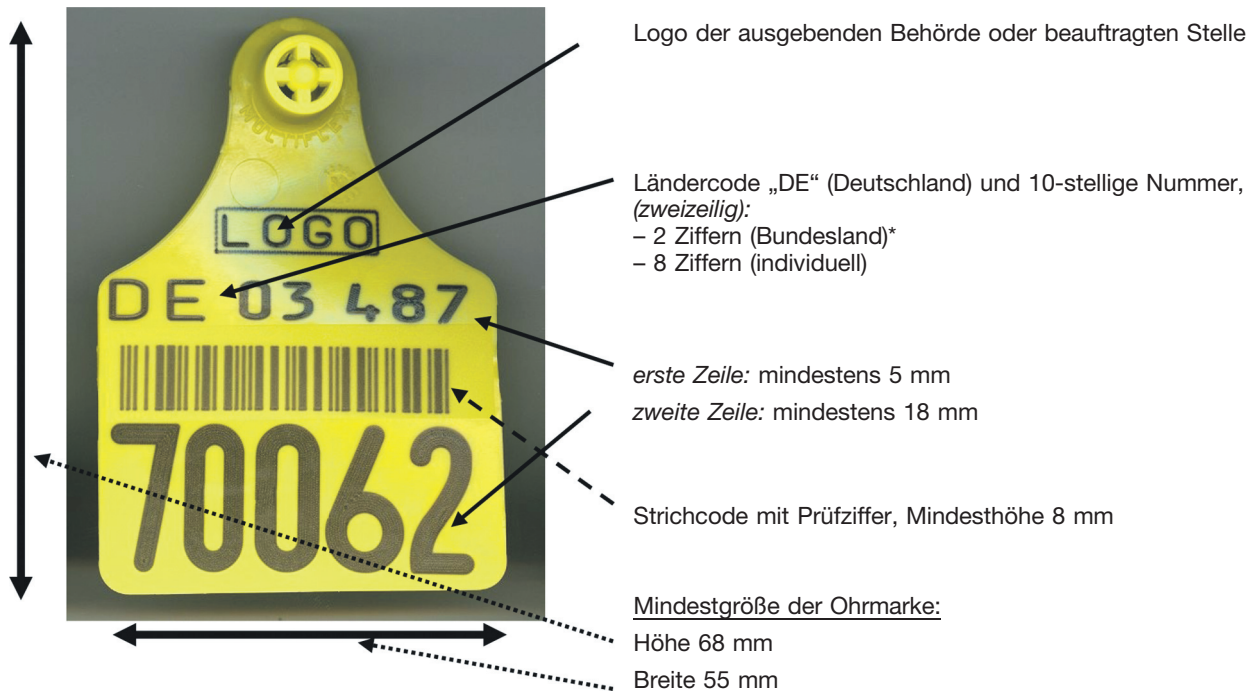 Logo der ausgebenden Behörde oder beauftragten Stelle
Ländercode „DE“ (Deutschland) und 10-stellige Nummer,
(zweizeilig):
– 2 Ziffern (Bundesland)*
– 8 Ziffern (individuell)
LOGO
DE 03 487
erste Zeile: mindestens 5 mm
zweite Zeile: mindestens 18 mm
70062
Strichcode mit Prüfziffer, Mindesthöhe 8 mm
Mindestgröße der Ohrmarke:
Höhe 68 mm
Breite 55 mm